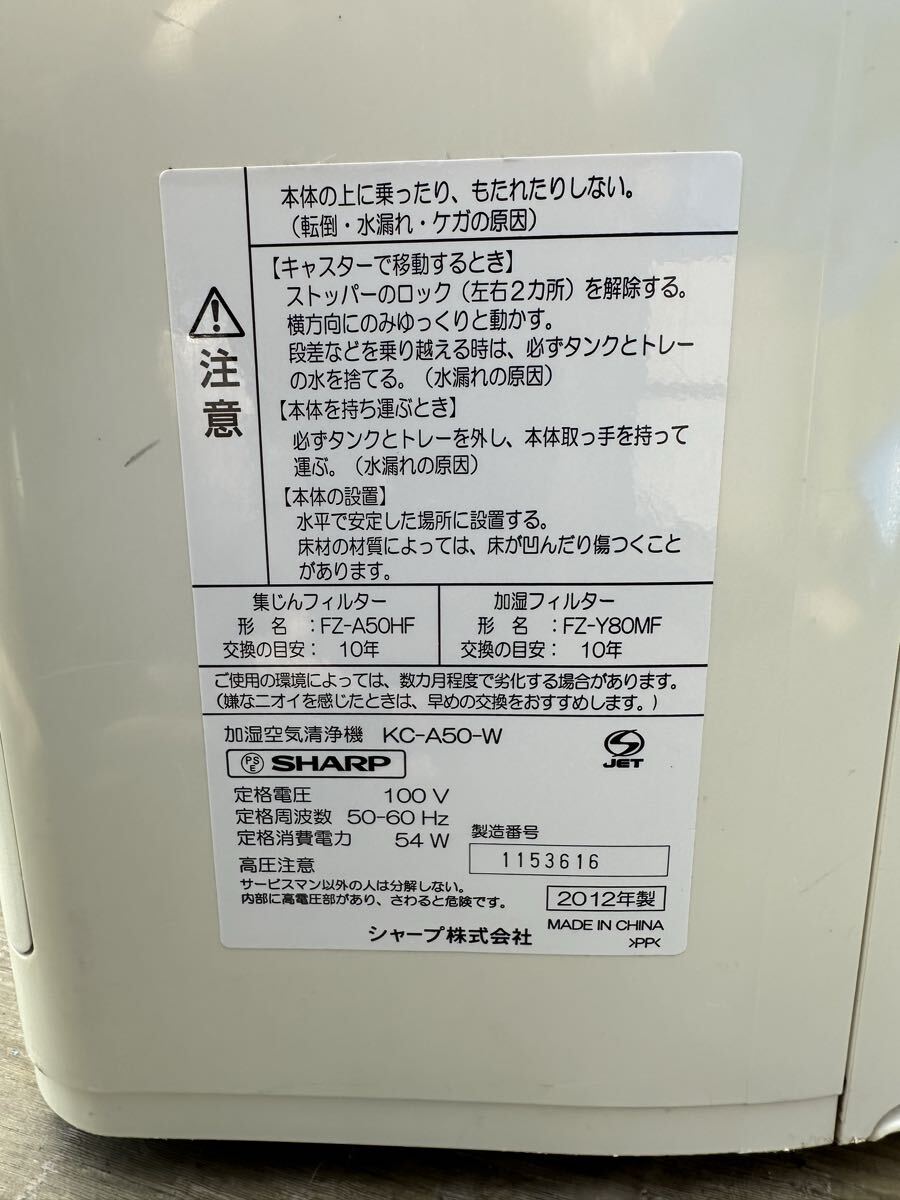 本体の上に乗ったり、もたれたりしない。
（転倒・水漏れ・ケガの原因）
注意
【キャスターで移動するとき】
ストッパーのロック（左右2カ所）を解除する。
横方向にのみゆっくりと動かす。
段差などを乗り越える時は、必ずタンクとトレー
の水を捨てる。（水漏れの原因）
【本体を持ち運ぶとき】
必ずタンクとトレーを外し、本体取っ手を持って
運ぶ。（水漏れの原因）
【本体の設置】
水平で安定した場所に設置する。
床材の材質によっては、床が凹んだり傷つくこと
があります。
集じんフィルター
形 名 : FZ-A50HF
交換の目安: 10年
加湿フィルター
形 名 : FZ-Y80MF
交換の目安: 10年
ご使用の環境によっては、数カ月程度で劣化する場合があります。
（嫌なニオイを感じたときは、早めの交換をおすすめします。）
加湿空気清浄機 KC-A50-W
PSE SHARP
JET
定格電圧 100 V
定格周波数 50-60 Hz
定格消費電力 54 W
製造番号
1153616
高圧注意
サービスマン以外の人は分解しない。
内部に高電圧部があり、さわると危険です。
2012年製
シャープ株式会社
MADE IN CHINA
>PP<